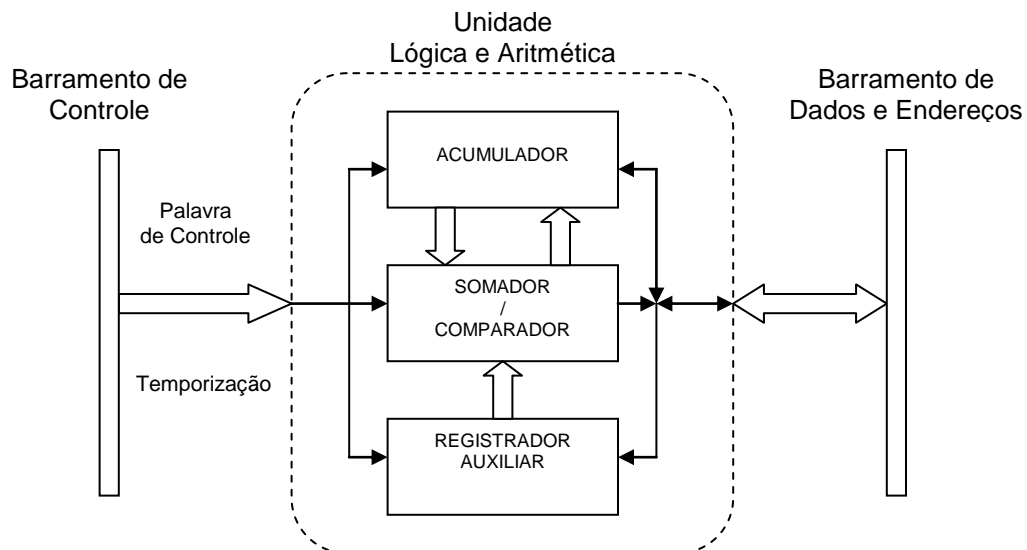 Unidade
Lógica e Aritmética
Barramento de
Controle
Barramento de
Dados e Endereços
ACUMULADOR
Palavra
de Controle
SOMADOR
/
COMPARADOR
Temporização
REGISTRADOR
AUXILIAR